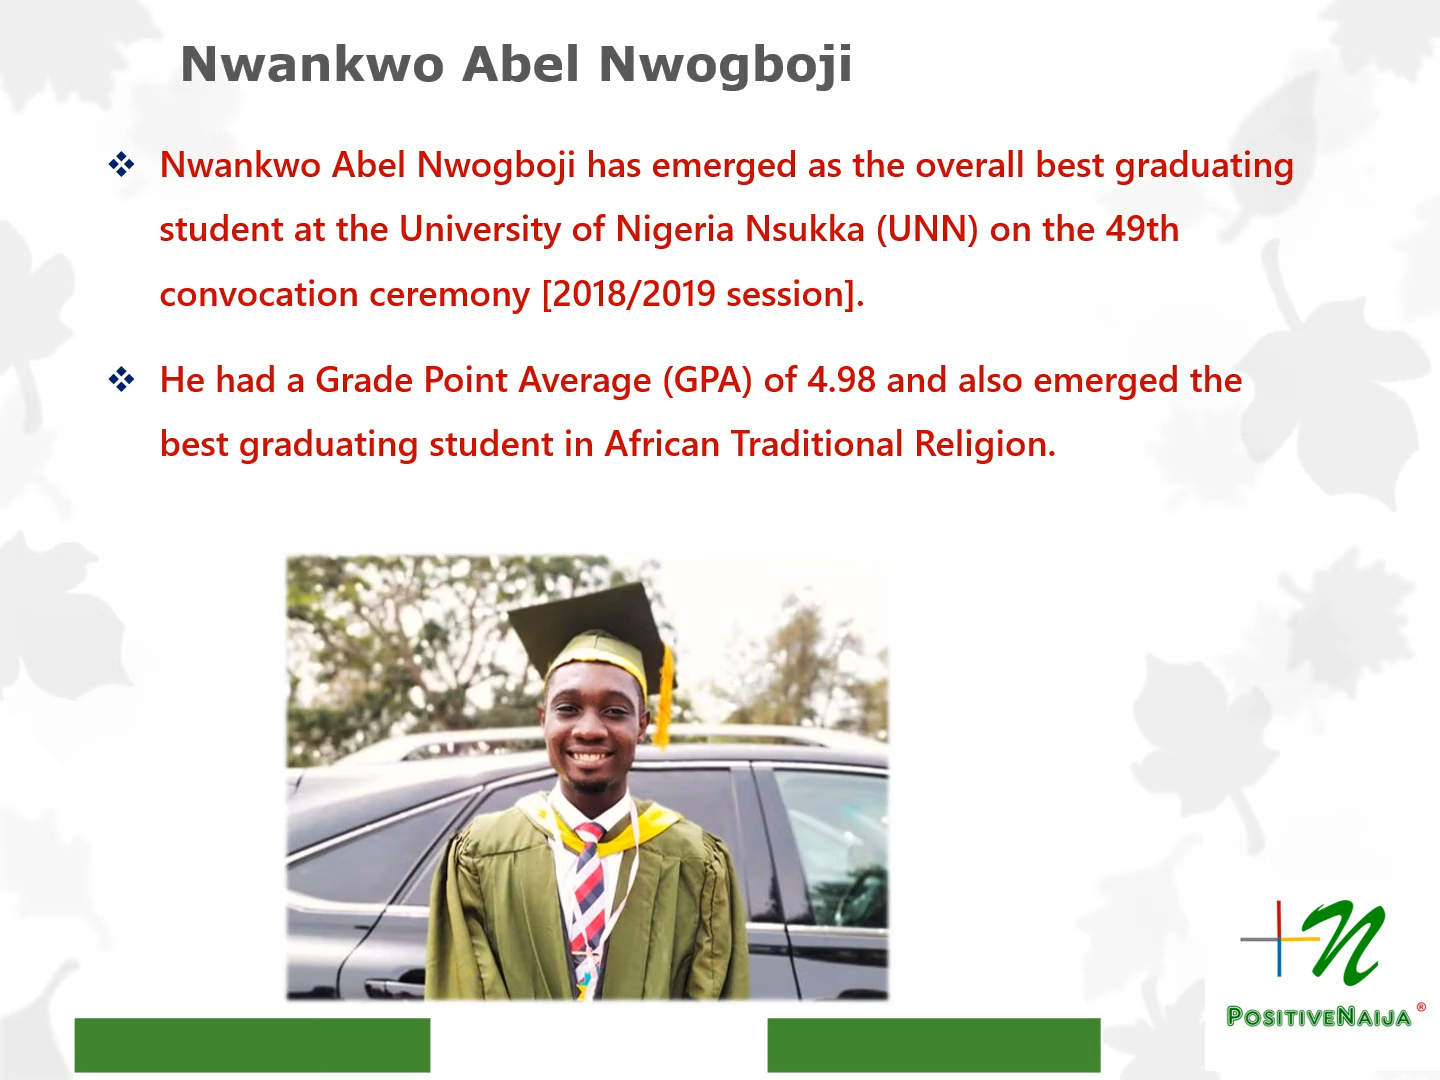 Nwankwo Abel Nwogboji
Nwankwo Abel Nwogboji has emerged as the overall best graduating
student at the University of Nigeria Nsukka (UNN) on the 49th
convocation ceremony [2018/2019 session].
He had a Grade Point Average (GPA) of 4.98 and also emerged the
best graduating student in African Traditional Religion.
+N
POSITIVENAIJA®